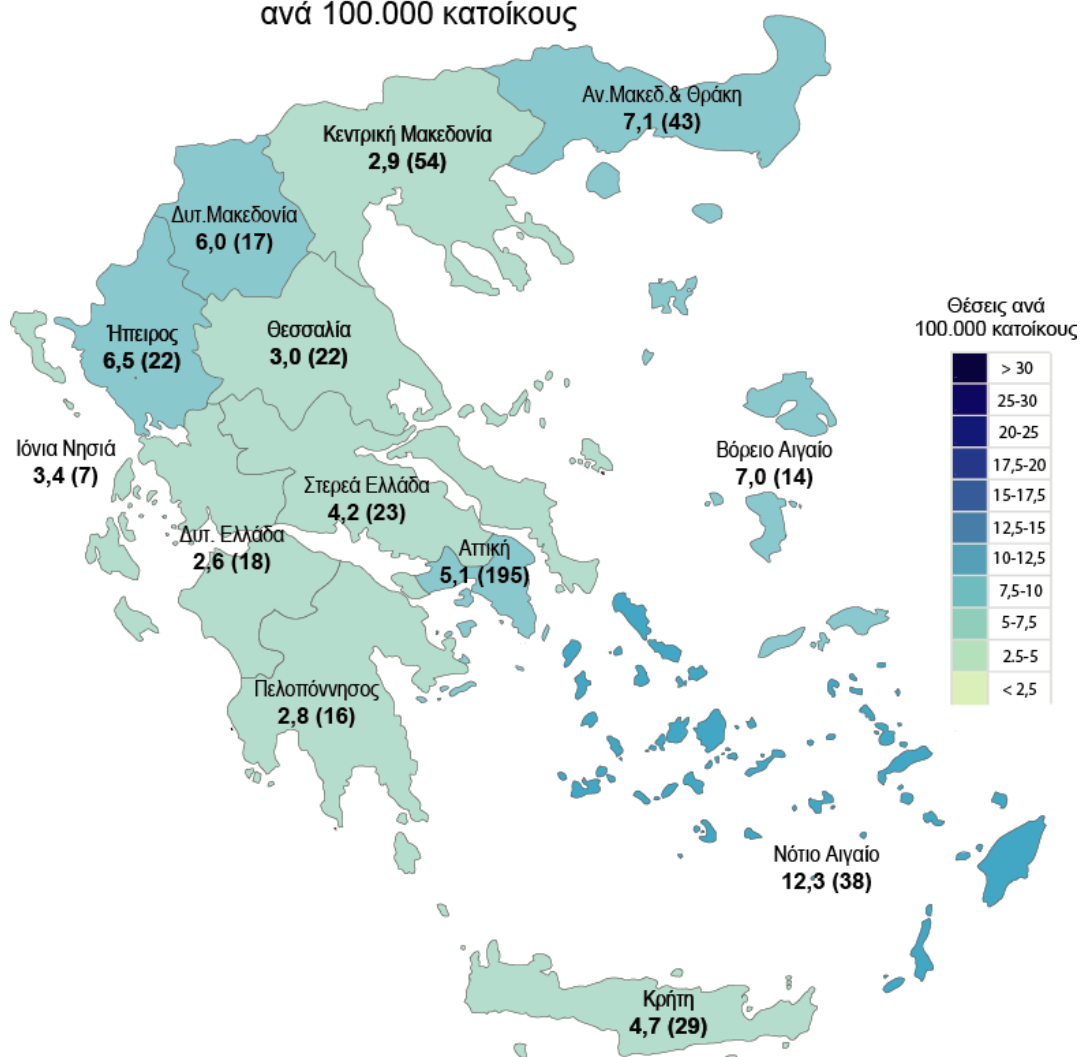 ανά 100.000 κατοίκους
Αν.Μακεδ.& Θράκη
7,1 (43)
Κεντρική Μακεδονία
2,9 (54)
Δυτ.Μακεδονία
6,0 (17)
Ήπειρος
6,5 (22)
Θεσσαλία
3,0 (22)
Ιόνια Νησιά
3,4 (7)
Βόρειο Αιγαίο
7,0 (14)
Στερεά Ελλάδα
4,2 (23)
Δυτ. Ελλάδα
2,6 (18)
Αττική
5,1 (195)
Πελοπόννησος
2,8 (16)
Νότιο Αιγαίο
12,3 (38)
Κρήτη
4,7 (29)
Θέσεις ανά
100.000 κατοίκους
> 30
25-30
20-25
17,5-20
15-17,5
12,5-15
10-12,5
7,5-10
5-7,5
2.5-5
< 2,5